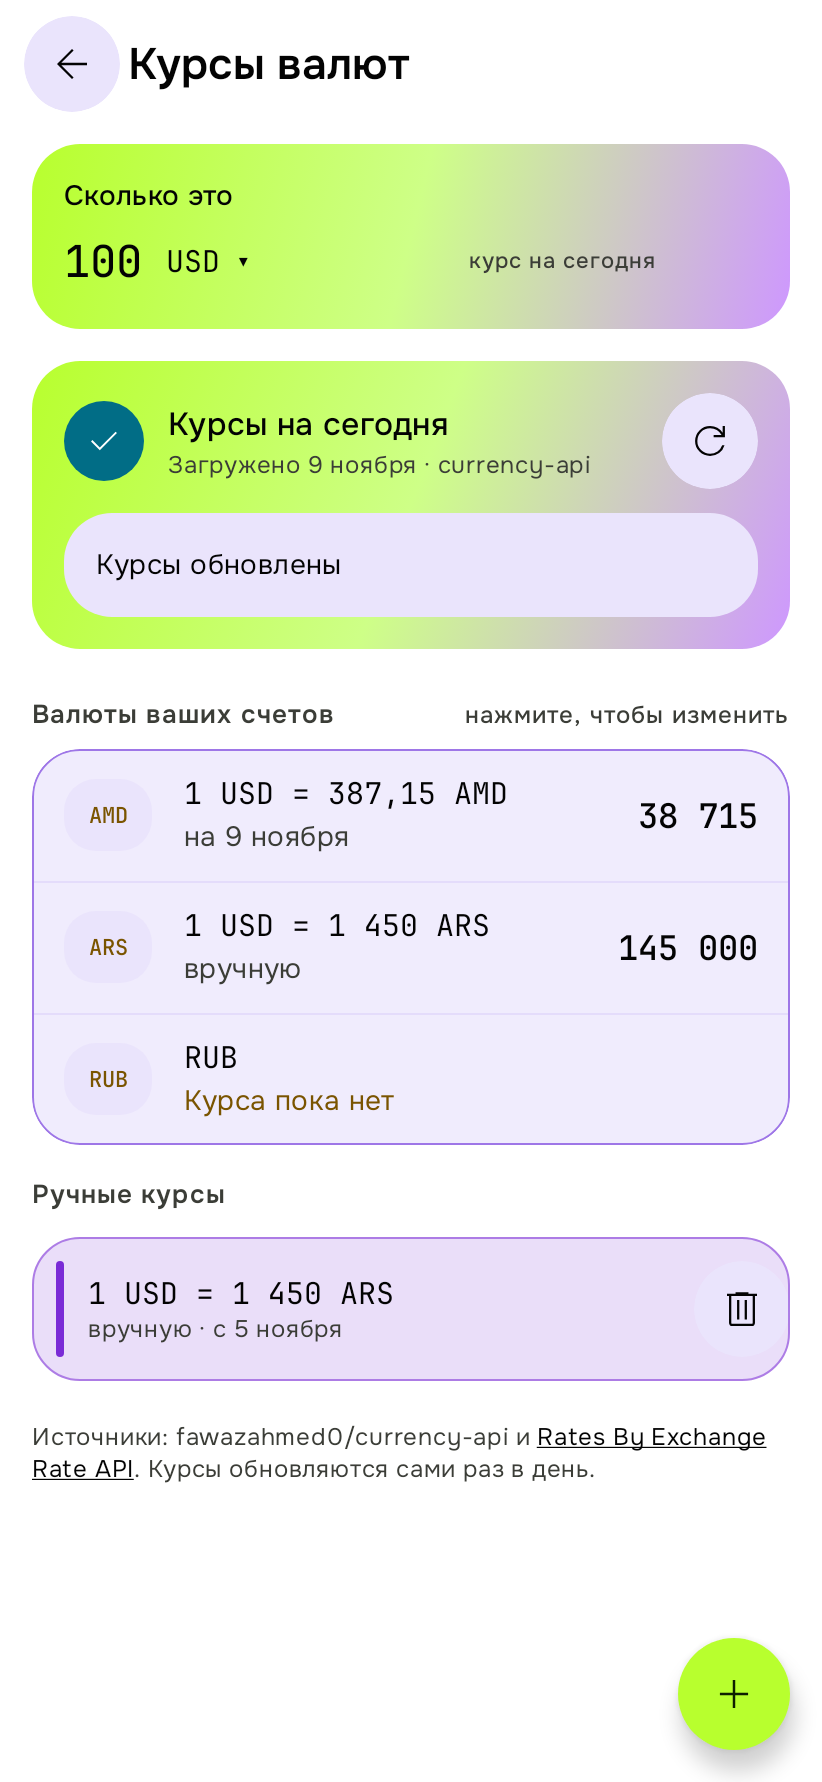 Курсы валют
Сколько это
100 USD ▾
курс на сегодня
Курсы на сегодня
Загружено 9 ноября · currency-api
Курсы обновлены
Валюты ваших счетов
нажмите, чтобы изменить
AMD
1 USD = 387,15 AMD
на 9 ноября
38 715
ARS
1 USD = 1 450 ARS
вручную
145 000
RUB
RUB
Курса пока нет
Ручные курсы
1 USD = 1 450 ARS
вручную · с 5 ноября
Источники: fawazahmed0/currency-api и Rates By Exchange
Rate API. Курсы обновляются сами раз в день.